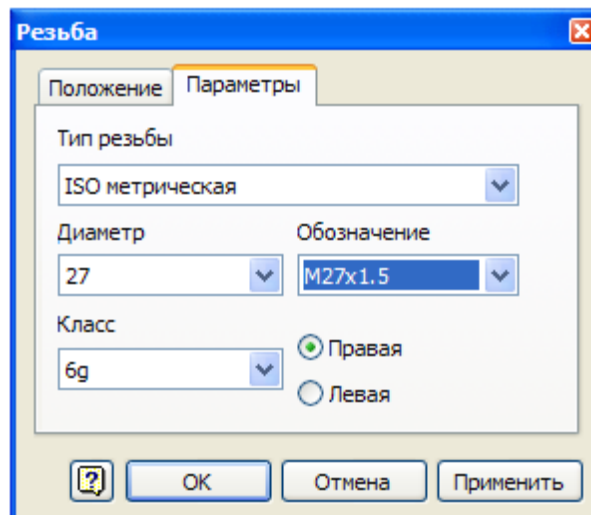 Резьба
Положение Параметры
Тип резьбы
ISO метрическая
Диаметр Обозначение
27 M27x1.5
Класс
6g Правая
Левая
OK Отмена Применить